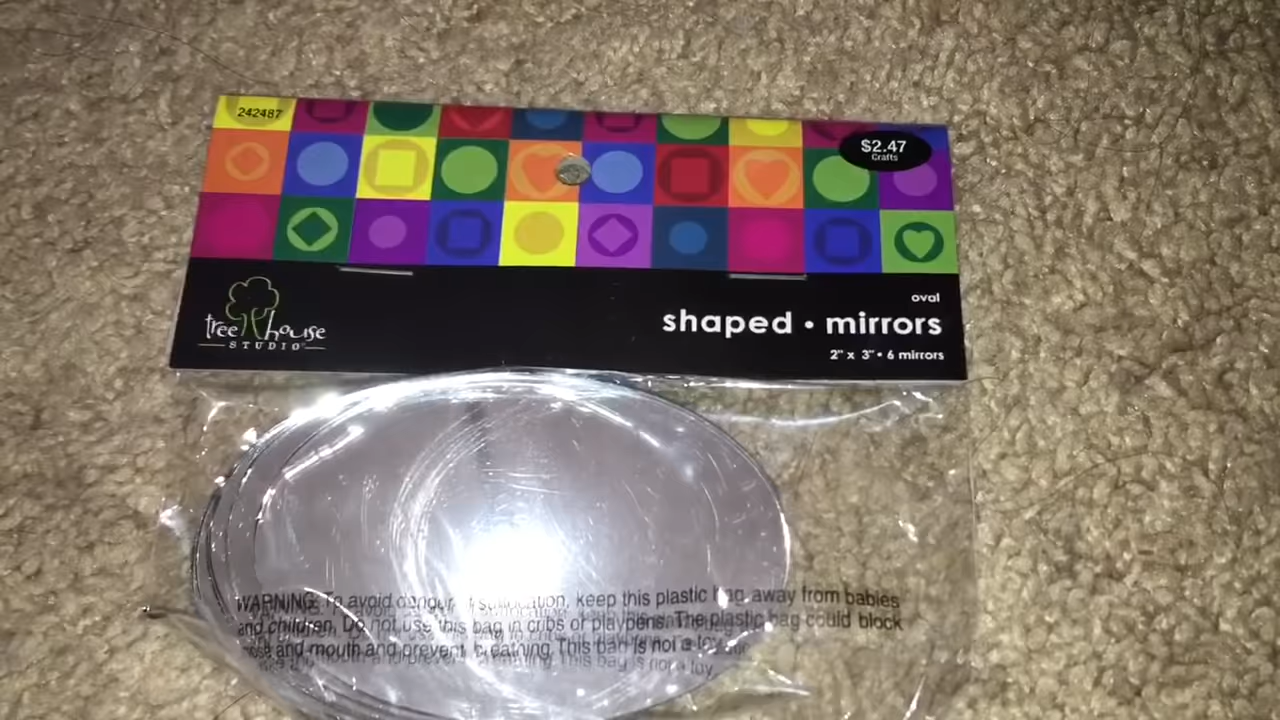 242487
$2.47
Crafts
tree house
STUDIO
oval
shaped • mirrors
2" x 3" • 6 mirrors
WARNING: To avoid danger of suffocation, keep this plastic bag away from babies
and children. Do not use this bag in cribs or playpens. The plastic bag could block
nose and mouth and prevent breathing. This bag is not a toy.